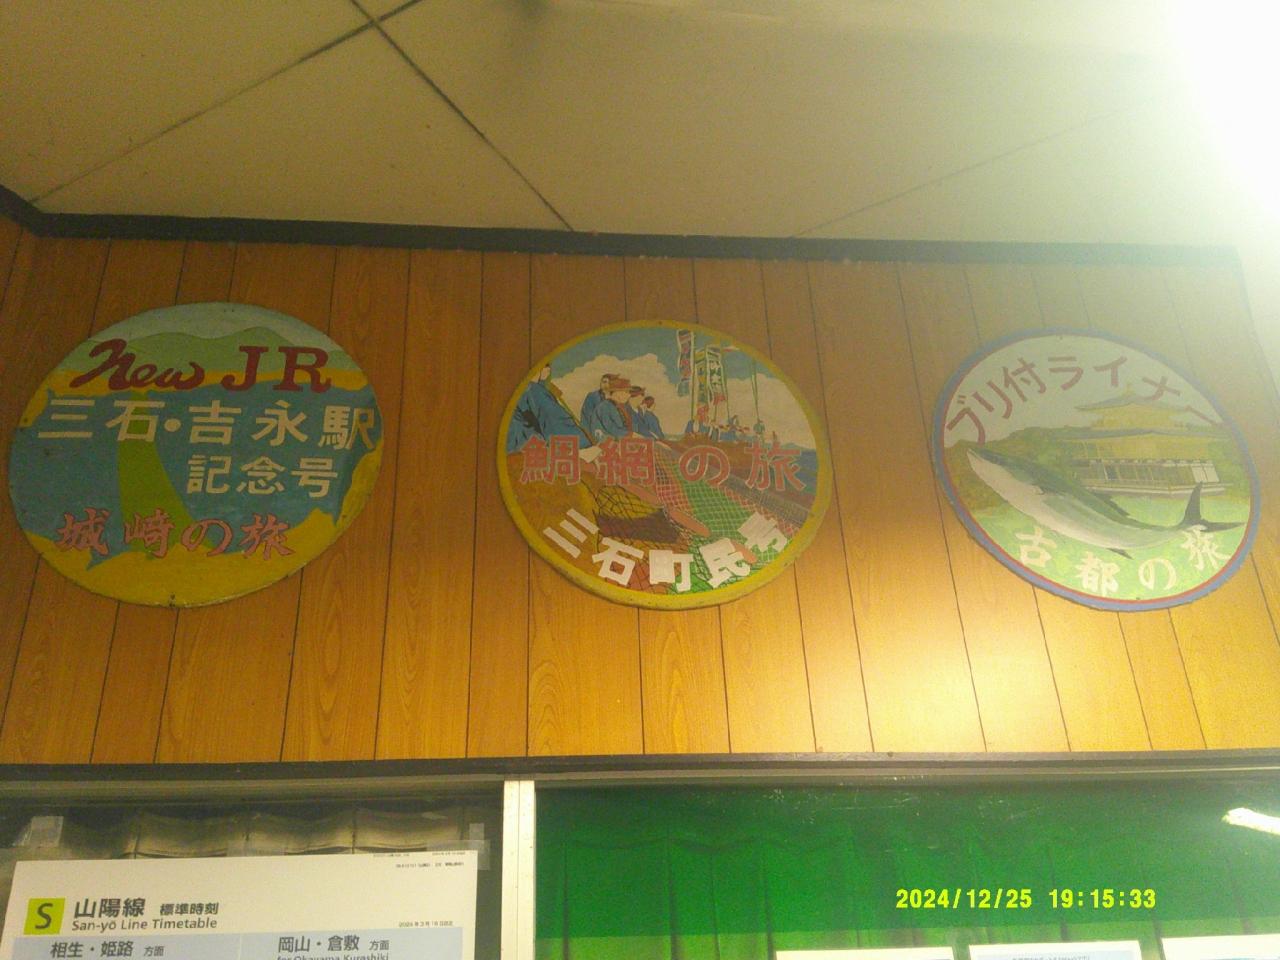 New JR
三石・吉永駅
記念号
城崎の旅
鯛網の旅
三石町民号
ブリ付ライナー
古都の旅
S 山陽線 標準時刻
San-yō Line Timetable
相生・姫路 方面
岡山・倉敷 方面
for Okayama Kurashiki
2024/12/25 19:15:33